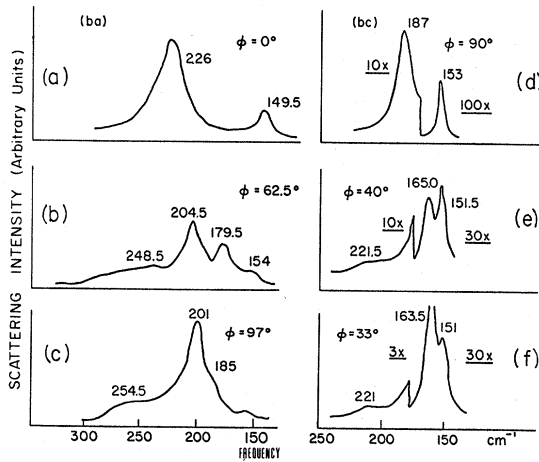 SCATTERING INTENSITY (Arbitrary Units)
(ba)
(a)
226
ϕ = 0°
149.5
(b)
ϕ = 62.5°
204.5
179.5
248.5
154
(c)
201
ϕ = 97°
185
254.5
300 250 200 150
FREQUENCY
(bc)
187
ϕ = 90°
10x
153
100x
(d)
ϕ = 40°
165.0
151.5
10x
30x
(e)
221.5
ϕ = 33°
163.5
151
3x
30x
(f)
221
240 200 150 cm⁻¹